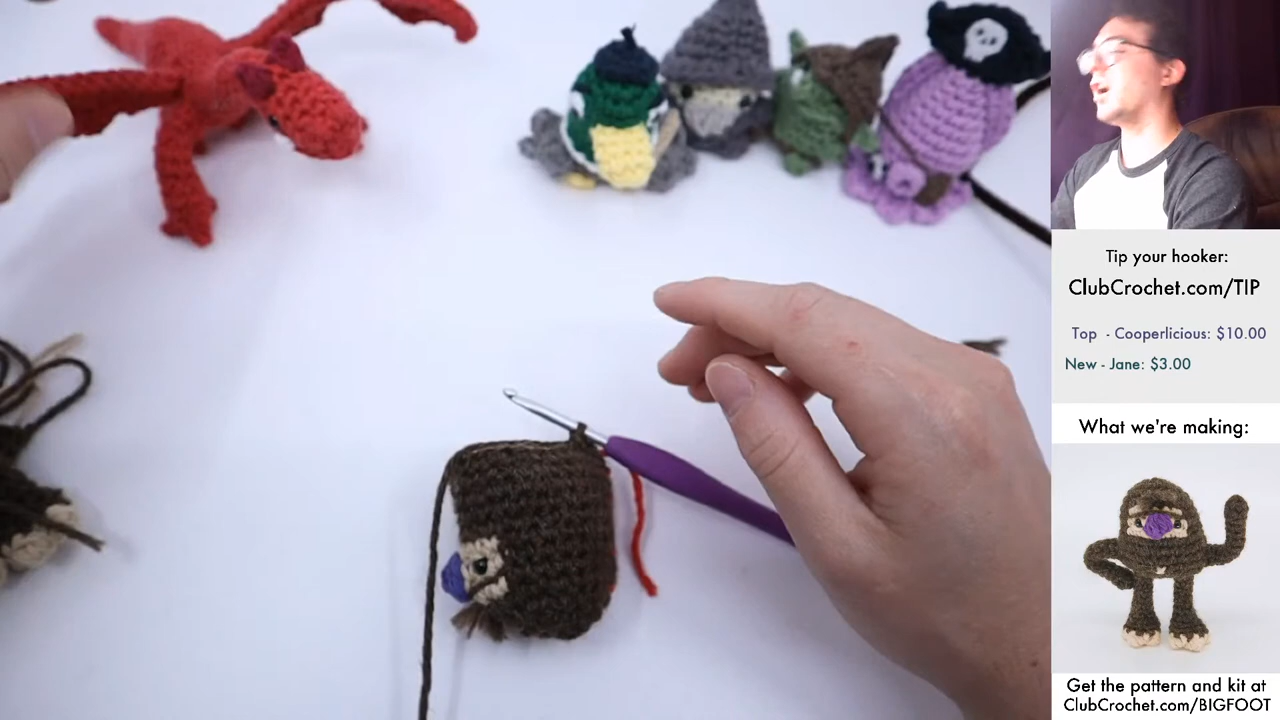 Tip your hooker:
ClubCrochet.com/TIP
Top - Cooperlicious: $10.00
New - Jane: $3.00
What we're making:
Get the pattern and kit at
ClubCrochet.com/BIGFOOT